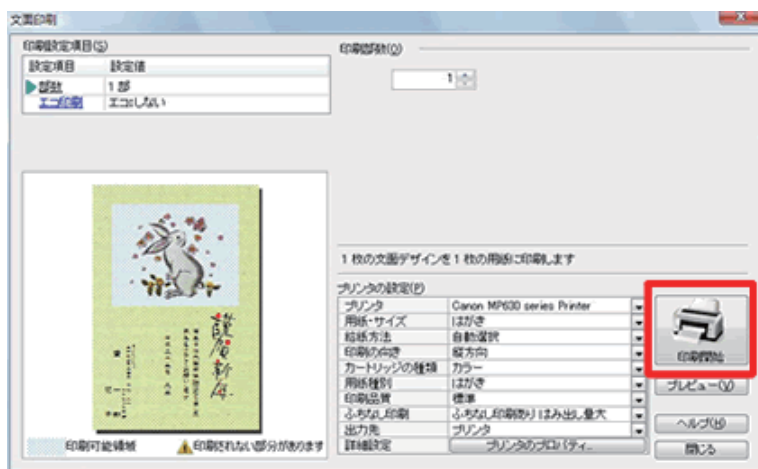 文面印刷
印刷設定項目(S)
設定項目 設定値
部数 1 部
エコ印刷 エコにしない
印刷部数(O)
1
謹賀新年
印刷可能領域 印刷されない部分があります
1 枚の文面デザインを 1 枚の用紙に印刷します
プリンタの設定(P)
プリンタ Canon MP630 series Printer
用紙・サイズ はがき
給紙方法 自動選択
印刷の向き 縦方向
カートリッジの種類 カラー
用紙種別 はがき
印刷品質 標準
ふちなし印刷 ふちなし印刷(有り) はみ出し量大
出力先 プリンタ
詳細設定 プリンタのプロパティ...
印刷開始
プレビュー(V)
ヘルプ(H)
閉じる